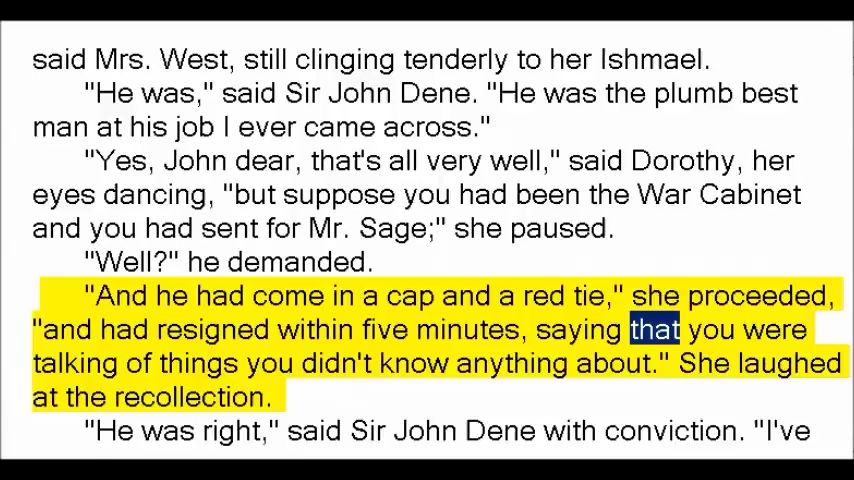 said Mrs. West, still clinging tenderly to her Ishmael.
"He was," said Sir John Dene. "He was the plumb best
man at his job I ever came across."
"Yes, John dear, that's all very well," said Dorothy, her
eyes dancing, "but suppose you had been the War Cabinet
and you had sent for Mr. Sage;" she paused.
"Well?" he demanded.
"And he had come in a cap and a red tie," she proceeded,
"and had resigned within five minutes, saying that you were
talking of things you didn't know anything about." She laughed
at the recollection.
"He was right," said Sir John Dene with conviction. "I've